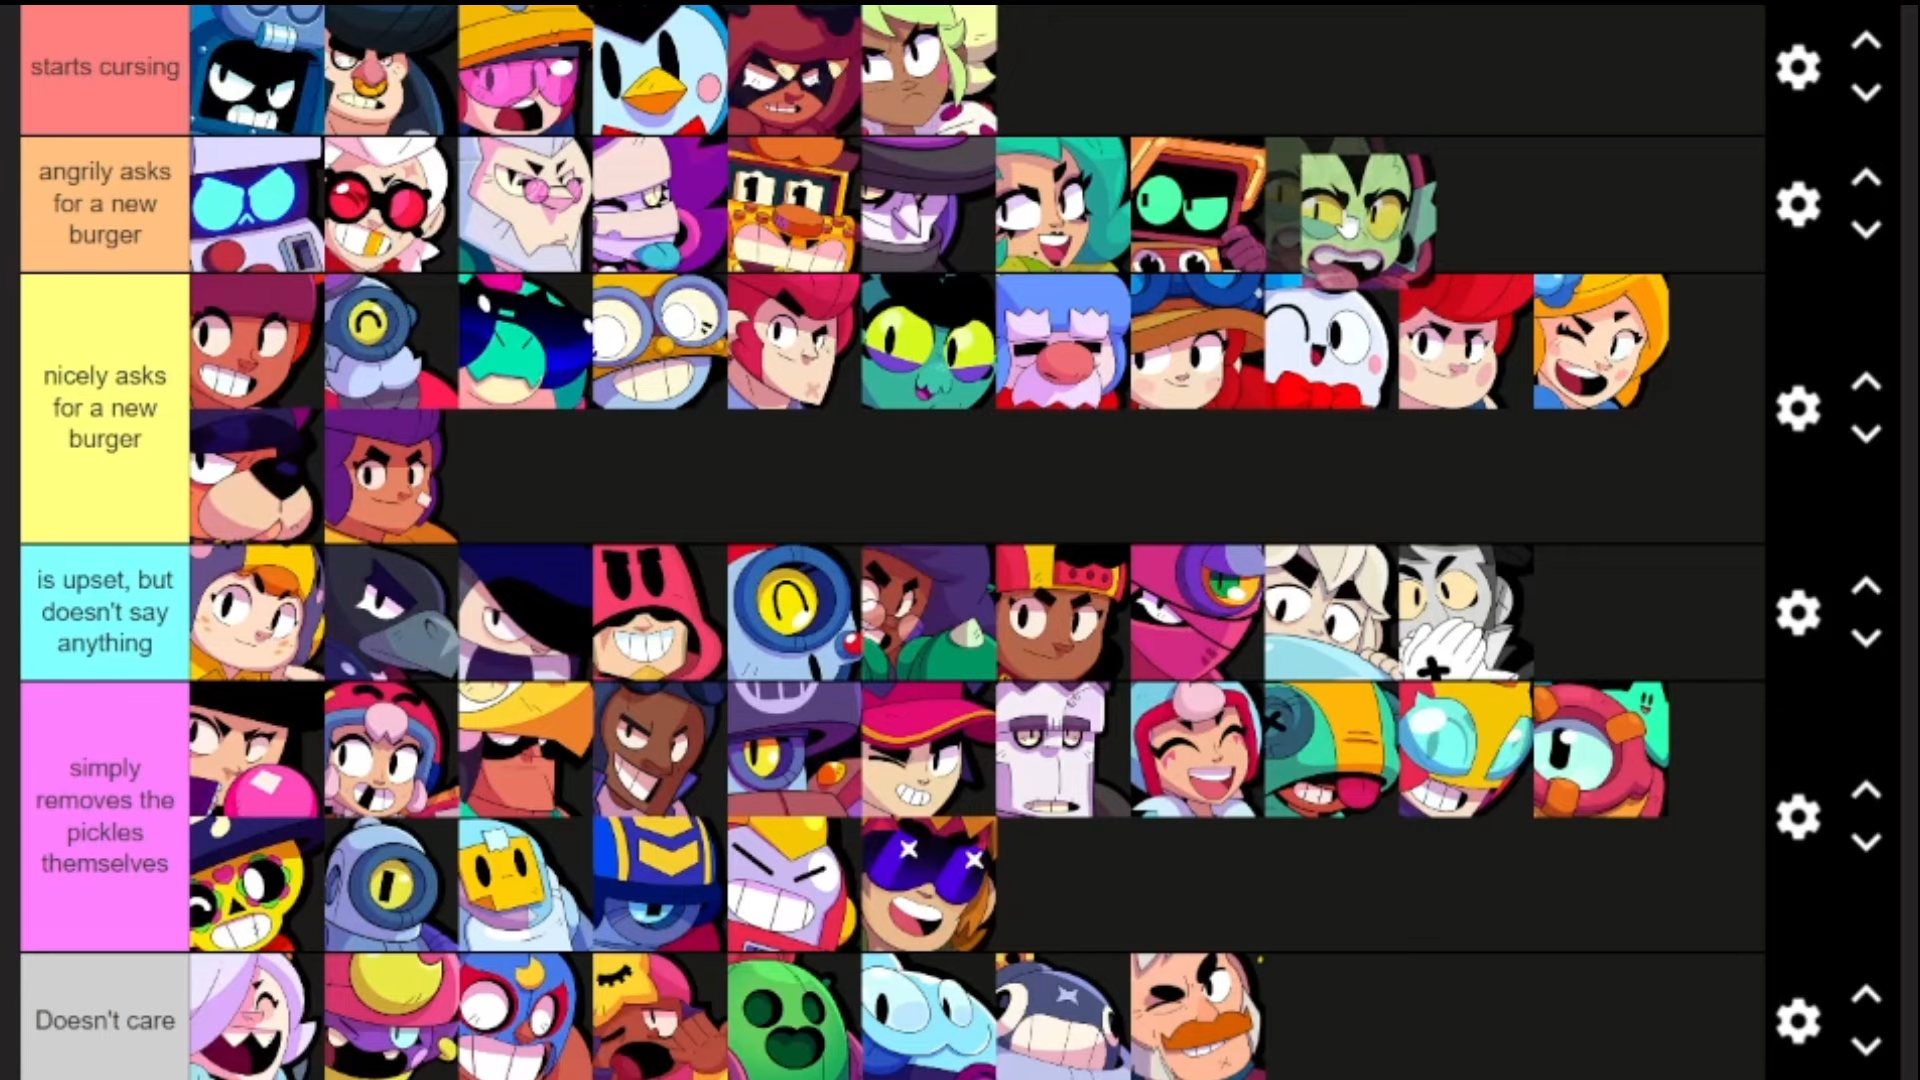 starts cursing
angrily asks
for a new
burger
nicely asks
for a new
burger
is upset, but
doesn't say
anything
simply
removes the
pickles
themselves
Doesn't care